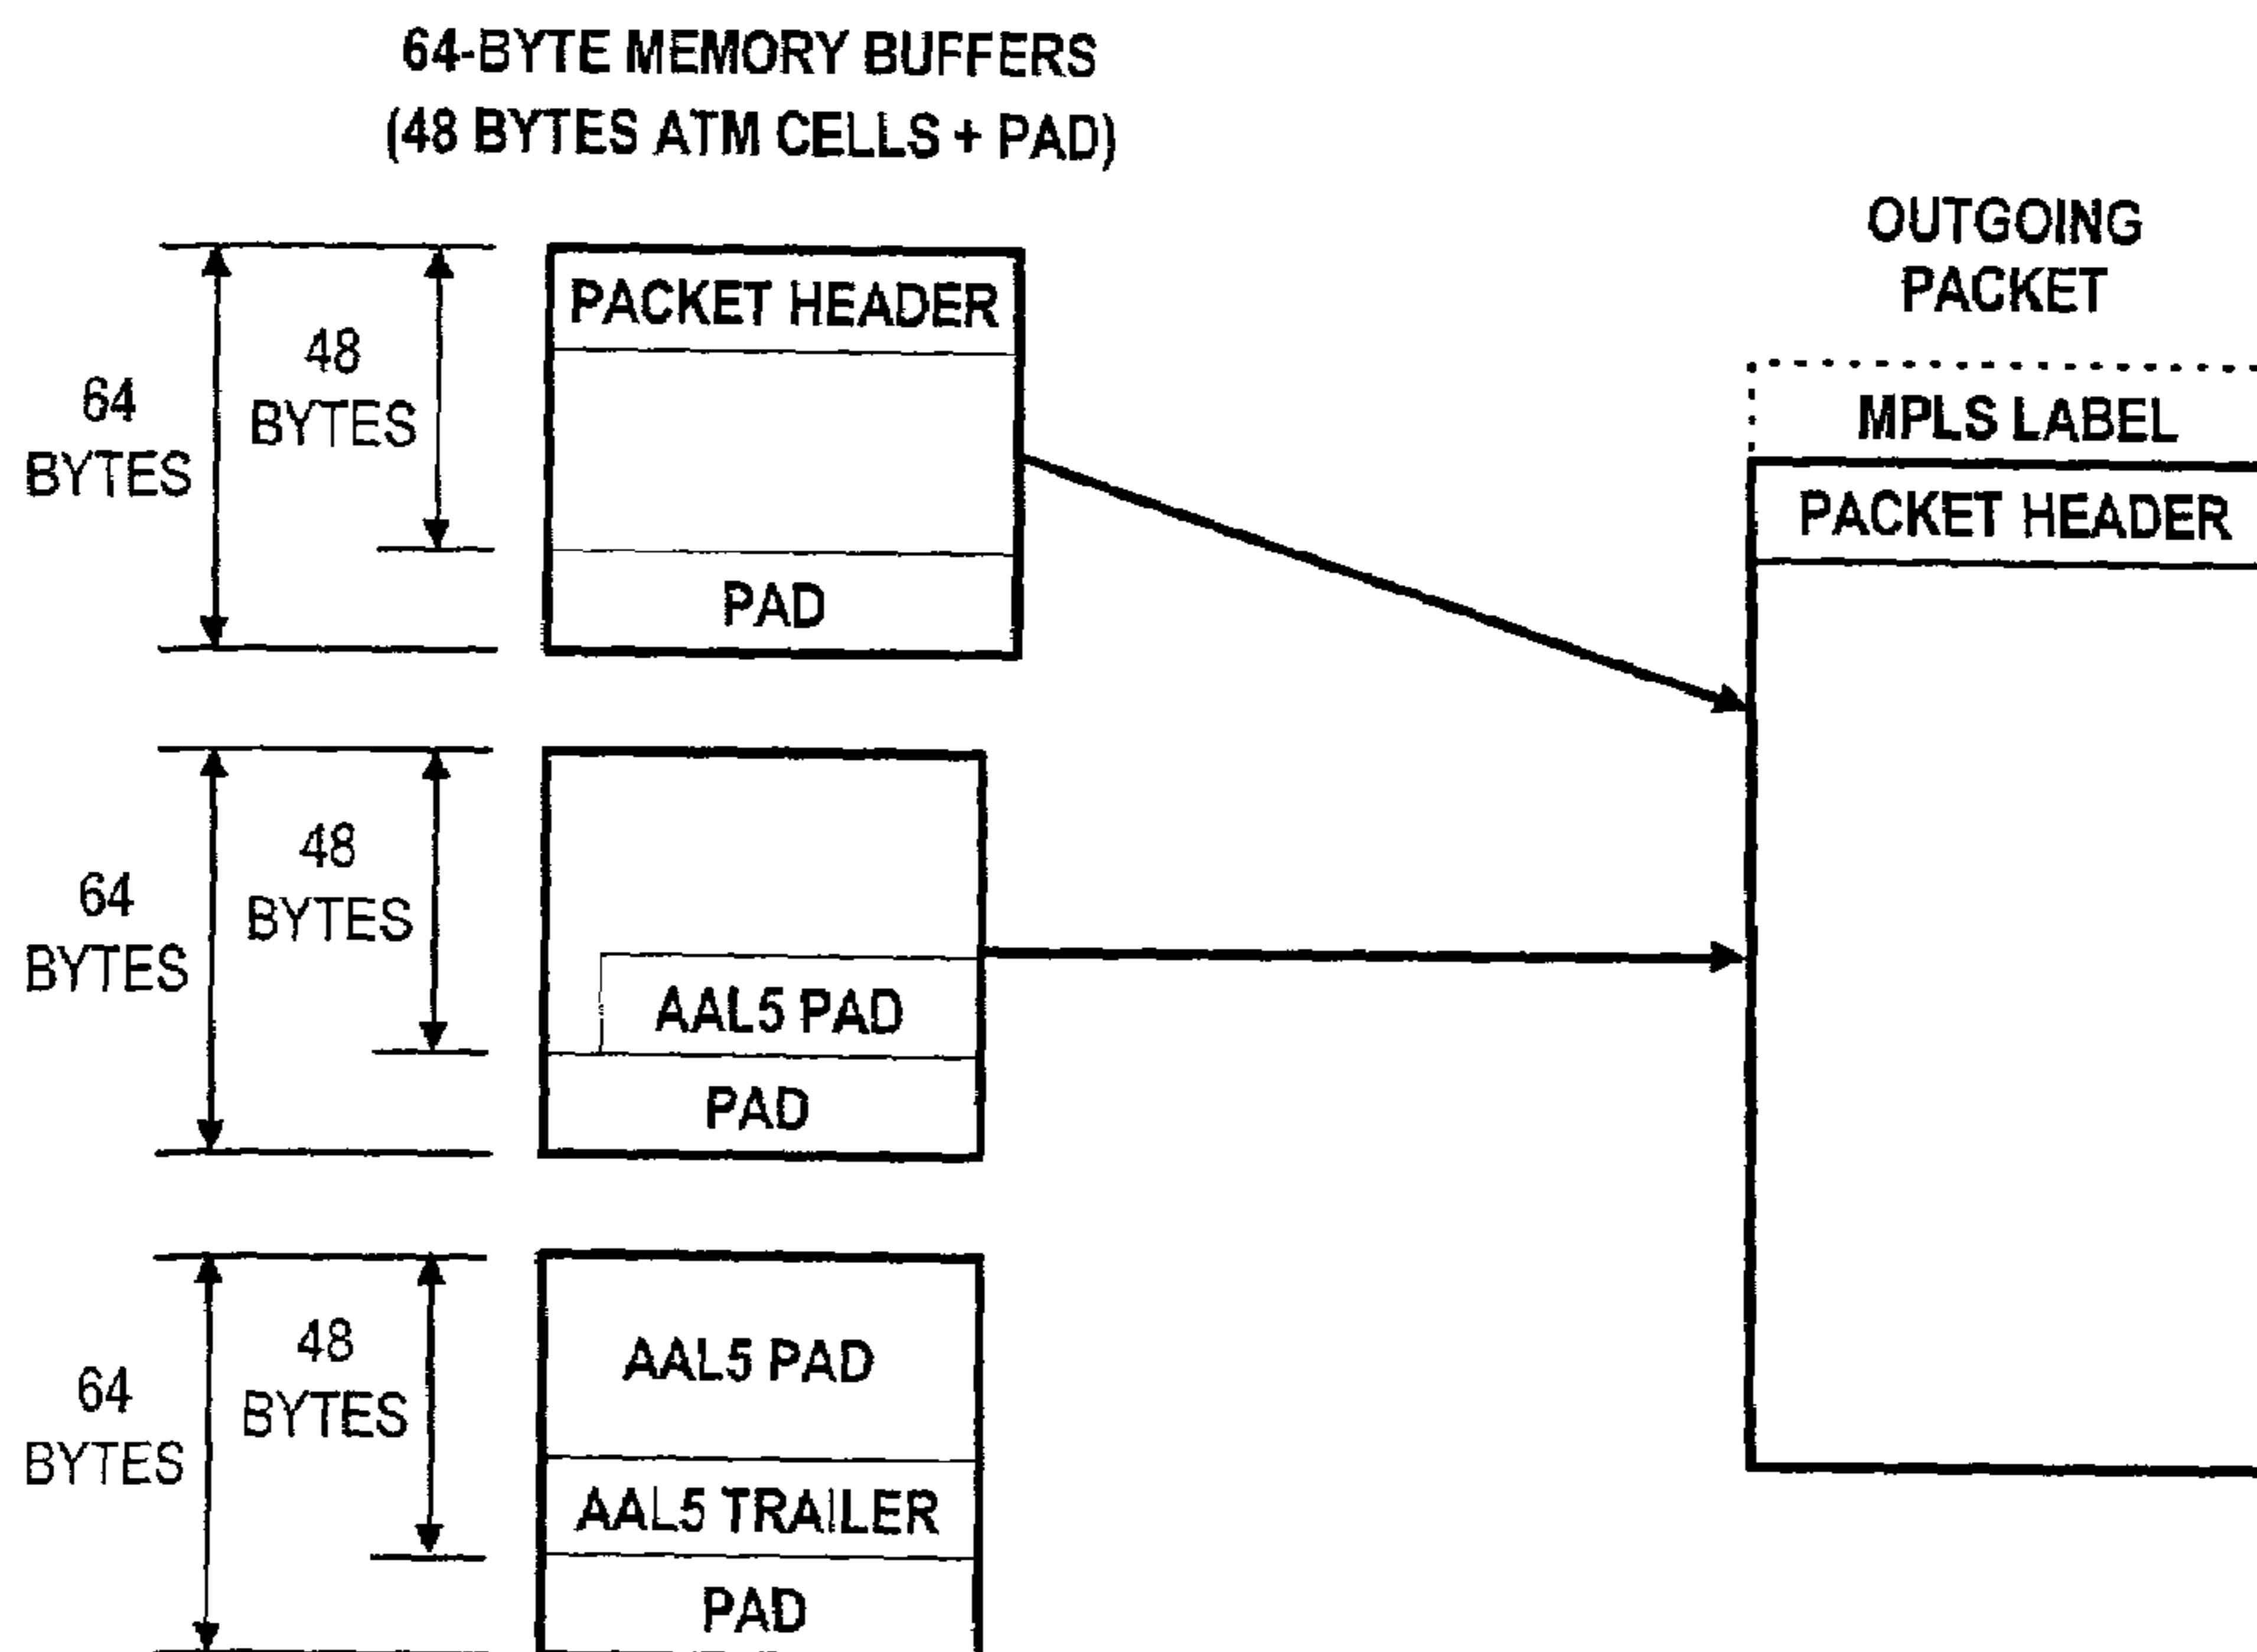 64-BYTE MEMORY BUFFERS
(48 BYTES ATM CELLS + PAD)
OUTGOING
PACKET
64
BYTES
48
BYTES
PACKET HEADER
PAD
MPLS LABEL
PACKET HEADER
64
BYTES
48
BYTES
AAL5 PAD
PAD
64
BYTES
48
BYTES
AAL5 PAD
AAL5 TRAILER
PAD